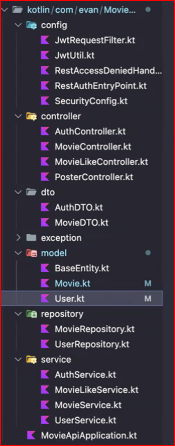 kotlin/com/evan/Movie...
config
JwtRequestFilter.kt
JwtUtil.kt
RestAccessDeniedHand...
RestAuthEntryPoint.kt
SecurityConfig.kt
controller
AuthController.kt
MovieController.kt
MovieLikeController.kt
PosterController.kt
dto
AuthDTO.kt
MovieDTO.kt
exception
model
BaseEntity.kt
Movie.kt M
User.kt M
repository
MovieRepository.kt
UserRepository.kt
service
AuthService.kt
MovieLikeService.kt
MovieService.kt
UserService.kt
MovieApiApplication.kt